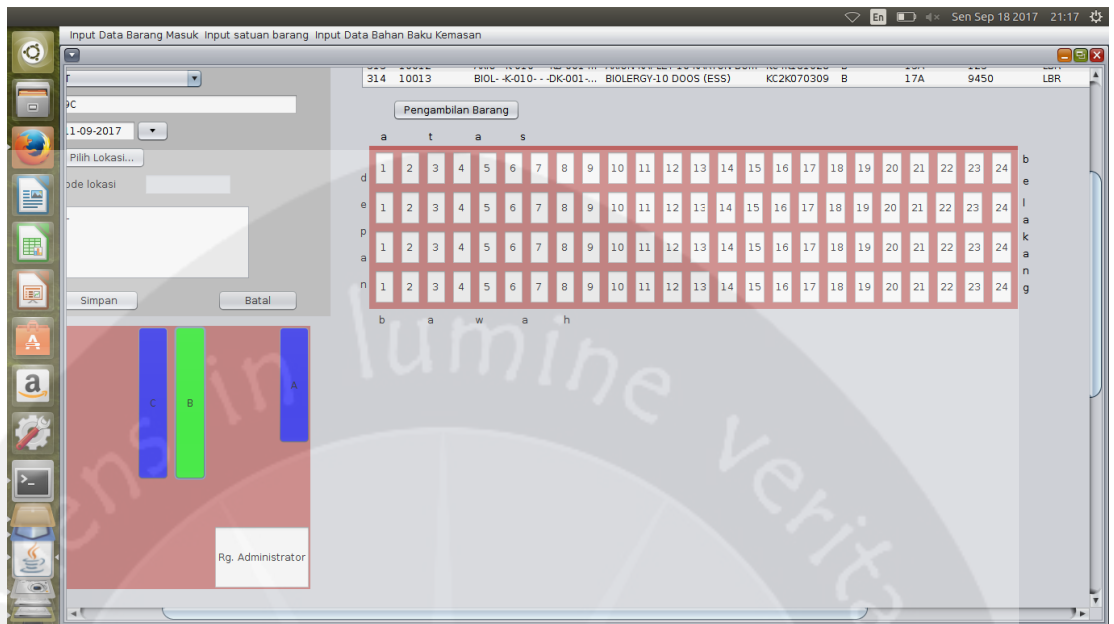 En Sen Sep 18 2017 21:17
Input Data Barang Masuk Input satuan barang Input Data Bahan Baku Kemasan
314 10013 BIOL- -K-010- - -DK-001-... BIOLERGY-10 DOOS (ESS) KC2K070309 B 17A 9450 LBR
Pengambilan Barang
1-09-2017
a t a s
Pilih Lokasi...
ode lokasi
1 2 3 4 5 6 7 8 9 10 11 12 13 14 15 16 17 18 19 20 21 22 23 24
1 2 3 4 5 6 7 8 9 10 11 12 13 14 15 16 17 18 19 20 21 22 23 24
1 2 3 4 5 6 7 8 9 10 11 12 13 14 15 16 17 18 19 20 21 22 23 24
1 2 3 4 5 6 7 8 9 10 11 12 13 14 15 16 17 18 19 20 21 22 23 24
d e p a n
b e l a k a n g
b a w a h
Simpan Batal
C B A
Rg. Administrator
ens in lumine verita